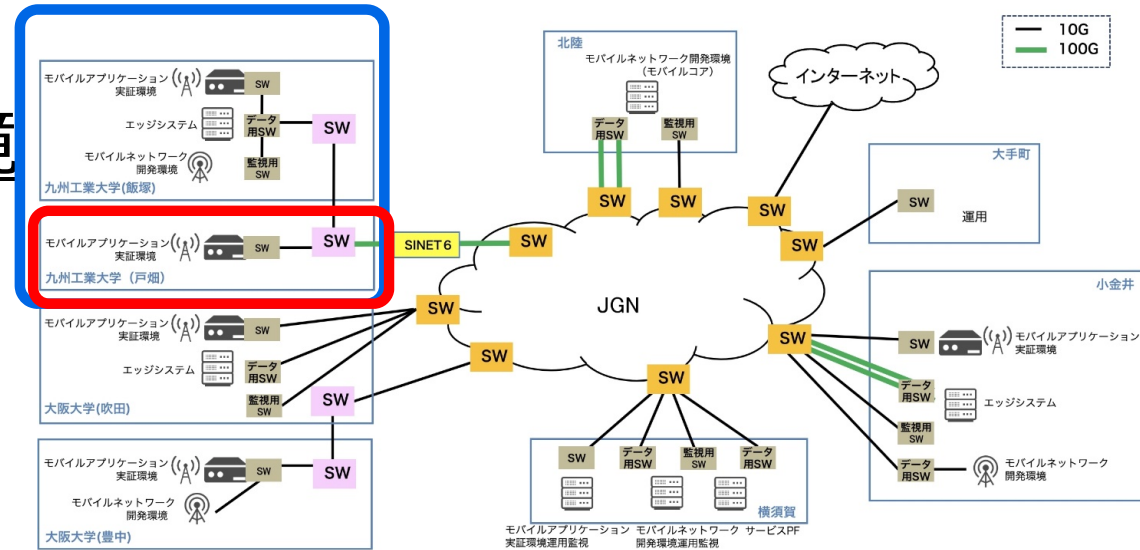 10G
100G
境
モバイルアプリケーション
実証環境
SW
エッジシステム
データ
用SW
SW
モバイルネットワーク
開発環境
監視用
SW
九州工業大学(飯塚)
モバイルアプリケーション
実証環境
SW
SW
九州工業大学（戸畑）
SINET6
SW
モバイルアプリケーション
実証環境
SW
エッジシステム
データ
用SW
監視用
SW
大阪大学(吹田)
SW
モバイルアプリケーション
実証環境
SW
SW
モバイルネットワーク
開発環境
大阪大学(豊中)
北陸
モバイルネットワーク開発環境
（モバイルコア）
データ
用SW
監視用
SW
SW
SW
インターネット
SW
SW
大手町
SW
運用
JGN
SW
SW
SW
SW
小金井
SW
モバイルアプリケーション
実証環境
データ
用SW
エッジシステム
監視用
SW
データ
用SW
モバイルネットワーク
開発環境
SW
データ
用SW
監視用
SW
データ
用SW
横須賀
モバイルアプリケーション
実証環境運用監視
モバイルネットワーク
開発環境運用監視
サービスPF